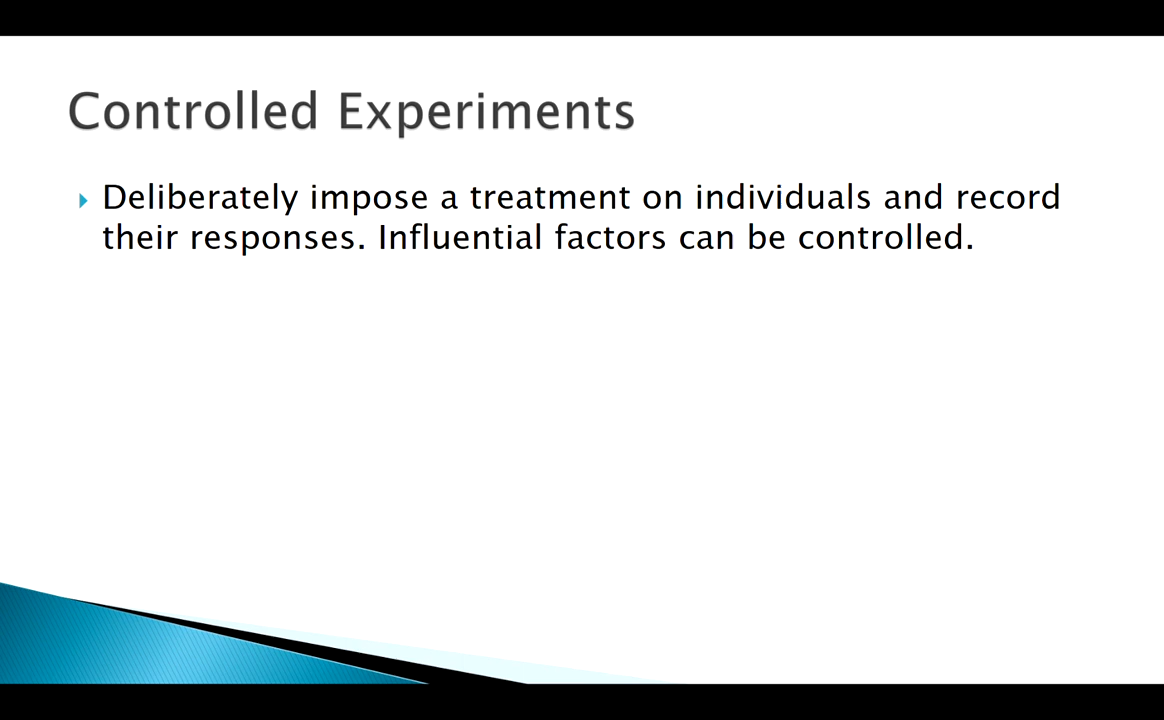 Controlled Experiments
Deliberately impose a treatment on individuals and record
their responses. Influential factors can be controlled.